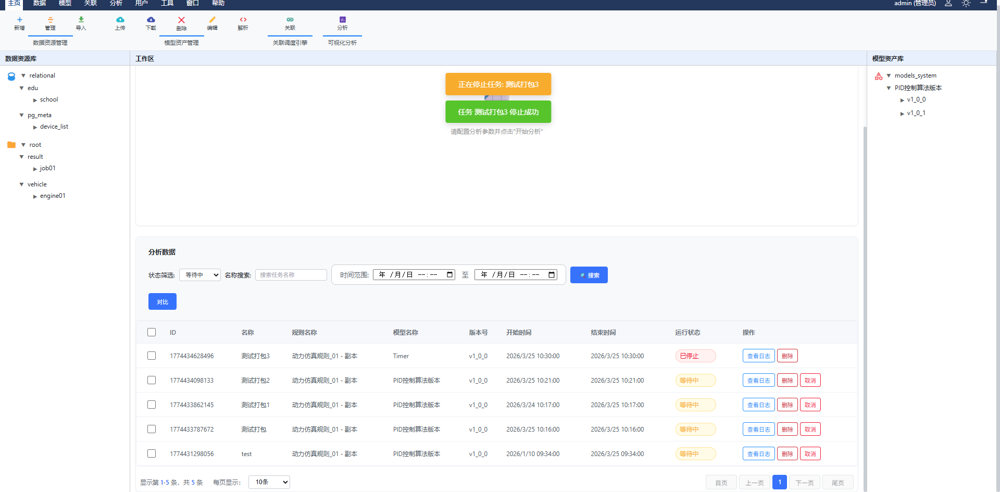 主页 数据 模型 关联 分析 用户 工具 窗口 帮助 admin (管理员)
新增 管理 导入 上传 下载 删除 编辑 解析 关联 分析
数据资源管理 模型资产管理 关联调度引擎 可视化分析
数据资源库
relational
edu
school
pg_meta
device_list
root
result
job01
vehicle
engine01
工作区
正在停止任务: 测试打包3
任务 测试打包3 停止成功
请配置分析参数并点击"开始分析"
分析数据
状态筛选: 等待中 名称搜索: 搜索任务名称 时间范围: 年 /月/日 --:-- 至 年 /月/日 --:-- 搜索
对比
ID 名称 规则名称 模型名称 版本号 开始时间 结束时间 运行状态 操作
1774434628496 测试打包3 动力仿真规则_01 - 副本 Timer v1_0_0 2026/3/25 10:30:00 2026/3/25 10:30:00 已停止 查看日志 删除
1774434098133 测试打包2 动力仿真规则_01 - 副本 PID控制算法版本 v1_0_0 2026/3/25 10:21:00 2026/3/25 10:21:00 等待中 查看日志 删除 取消
1774433862145 测试打包1 动力仿真规则_01 - 副本 PID控制算法版本 v1_0_0 2026/3/24 10:17:00 2026/3/25 10:17:00 等待中 查看日志 删除 取消
1774433787672 测试打包 动力仿真规则_01 - 副本 PID控制算法版本 v1_0_0 2026/3/25 10:16:00 2026/3/25 10:16:00 等待中 查看日志 删除 取消
1774431298056 test 动力仿真规则_01 - 副本 PID控制算法版本 v1_0_0 2026/1/10 09:34:00 2026/3/25 09:34:00 等待中 查看日志 删除 取消
显示第 1-5 条，共 5 条 每页显示: 10条 首页 上一页 1 下一页 尾页
模型资产库
models_system
PID控制算法版本
v1_0_0
v1_0_1